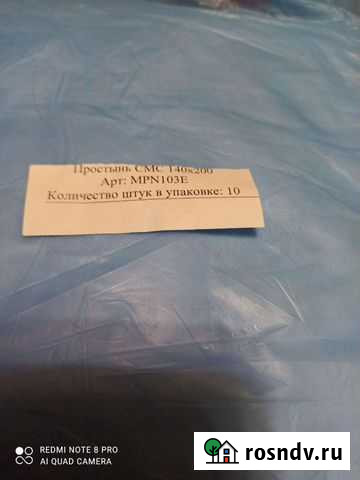 Простынь СМС 140х200
Арт: MPN103E
Количество штук в упаковке: 10
REDMI NOTE 8 PRO
AI QUAD CAMERA
rosndv.ru